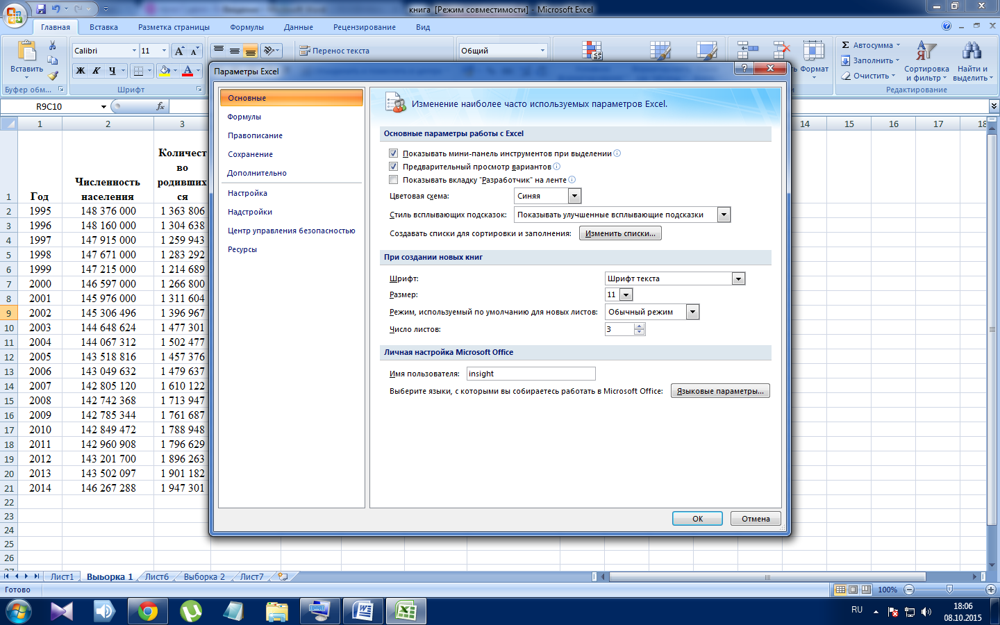 книга [Режим совместимости] - Microsoft Excel
Главная Вставка Разметка страницы Формулы Данные Рецензирование Вид
Calibri 11 Перенос текста Общий Автосумма
Вставить Ж К Ч А Формат Заполнить Сортировка и фильтр Найти и выделить
Очистить
Буфер обм... Шрифт Редактирование
R9C10 fx
1 2 3 14 15 16 17 18
1 Год Численность населения Количество родившихся
2 1995 148 376 000 1 363 806
3 1996 148 160 000 1 304 638
4 1997 147 915 000 1 259 943
5 1998 147 671 000 1 283 292
6 1999 147 215 000 1 214 689
7 2000 146 597 000 1 266 800
8 2001 145 976 000 1 311 604
9 2002 145 306 496 1 396 967
10 2003 144 648 624 1 477 301
11 2004 144 067 312 1 502 477
12 2005 143 518 816 1 457 376
13 2006 143 049 632 1 479 637
14 2007 142 805 120 1 610 122
15 2008 142 742 368 1 713 947
16 2009 142 785 344 1 761 687
17 2010 142 849 472 1 788 948
18 2011 142 960 908 1 796 629
19 2012 143 201 700 1 896 263
20 2013 143 502 097 1 901 182
21 2014 146 267 288 1 947 301
22
23
24
25
26
Параметры Excel
Основные
Формулы
Правописание
Сохранение
Дополнительно
Настройка
Надстройки
Центр управления безопасностью
Ресурсы
Изменение наиболее часто используемых параметров Excel.
Основные параметры работы с Excel
Показывать мини-панель инструментов при выделении
Предварительный просмотр вариантов
Показывать вкладку "Разработчик" на ленте
Цветовая схема: Синяя
Стиль всплывающих подсказок: Показывать улучшенные всплывающие подсказки
Создавать списки для сортировки и заполнения: Изменить списки...
При создании новых книг
Шрифт: Шрифт текста
Размер: 11
Режим, используемый по умолчанию для новых листов: Обычный режим
Число листов: 3
Личная настройка Microsoft Office
Имя пользователя: insight
Выберите языки, с которыми вы собираетесь работать в Microsoft Office: Языковые параметры...
ОК Отмена
Лист1 Выьорка 1 Лист6 Выборка 2 Лист7
Готово 100%
RU 18:06
08.10.2015